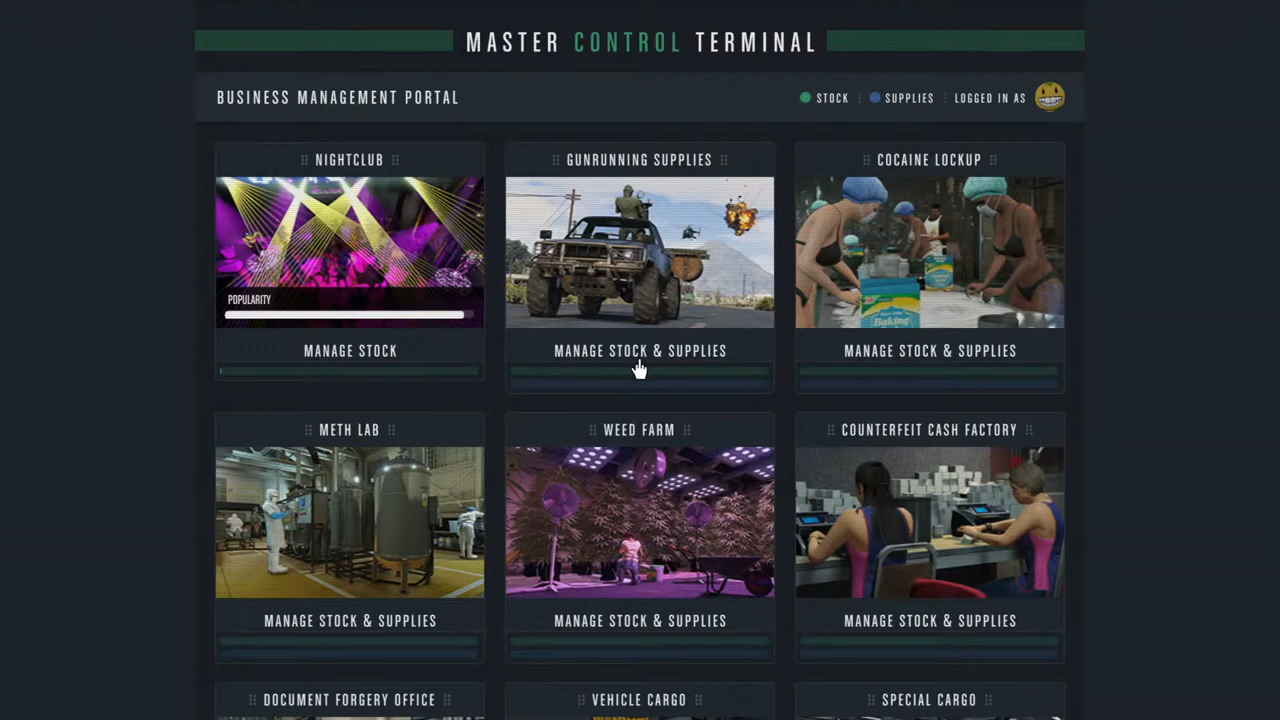 MASTER CONTROL TERMINAL
BUSINESS MANAGEMENT PORTAL
STOCK
SUPPLIES
LOGGED IN AS
NIGHTCLUB
GUNRUNNING SUPPLIES
COCAINE LOCKUP
POPULARITY
Baking
MANAGE STOCK
MANAGE STOCK & SUPPLIES
MANAGE STOCK & SUPPLIES
METH LAB
WEED FARM
COUNTERFEIT CASH FACTORY
MANAGE STOCK & SUPPLIES
MANAGE STOCK & SUPPLIES
MANAGE STOCK & SUPPLIES
DOCUMENT FORGERY OFFICE
VEHICLE CARGO
SPECIAL CARGO